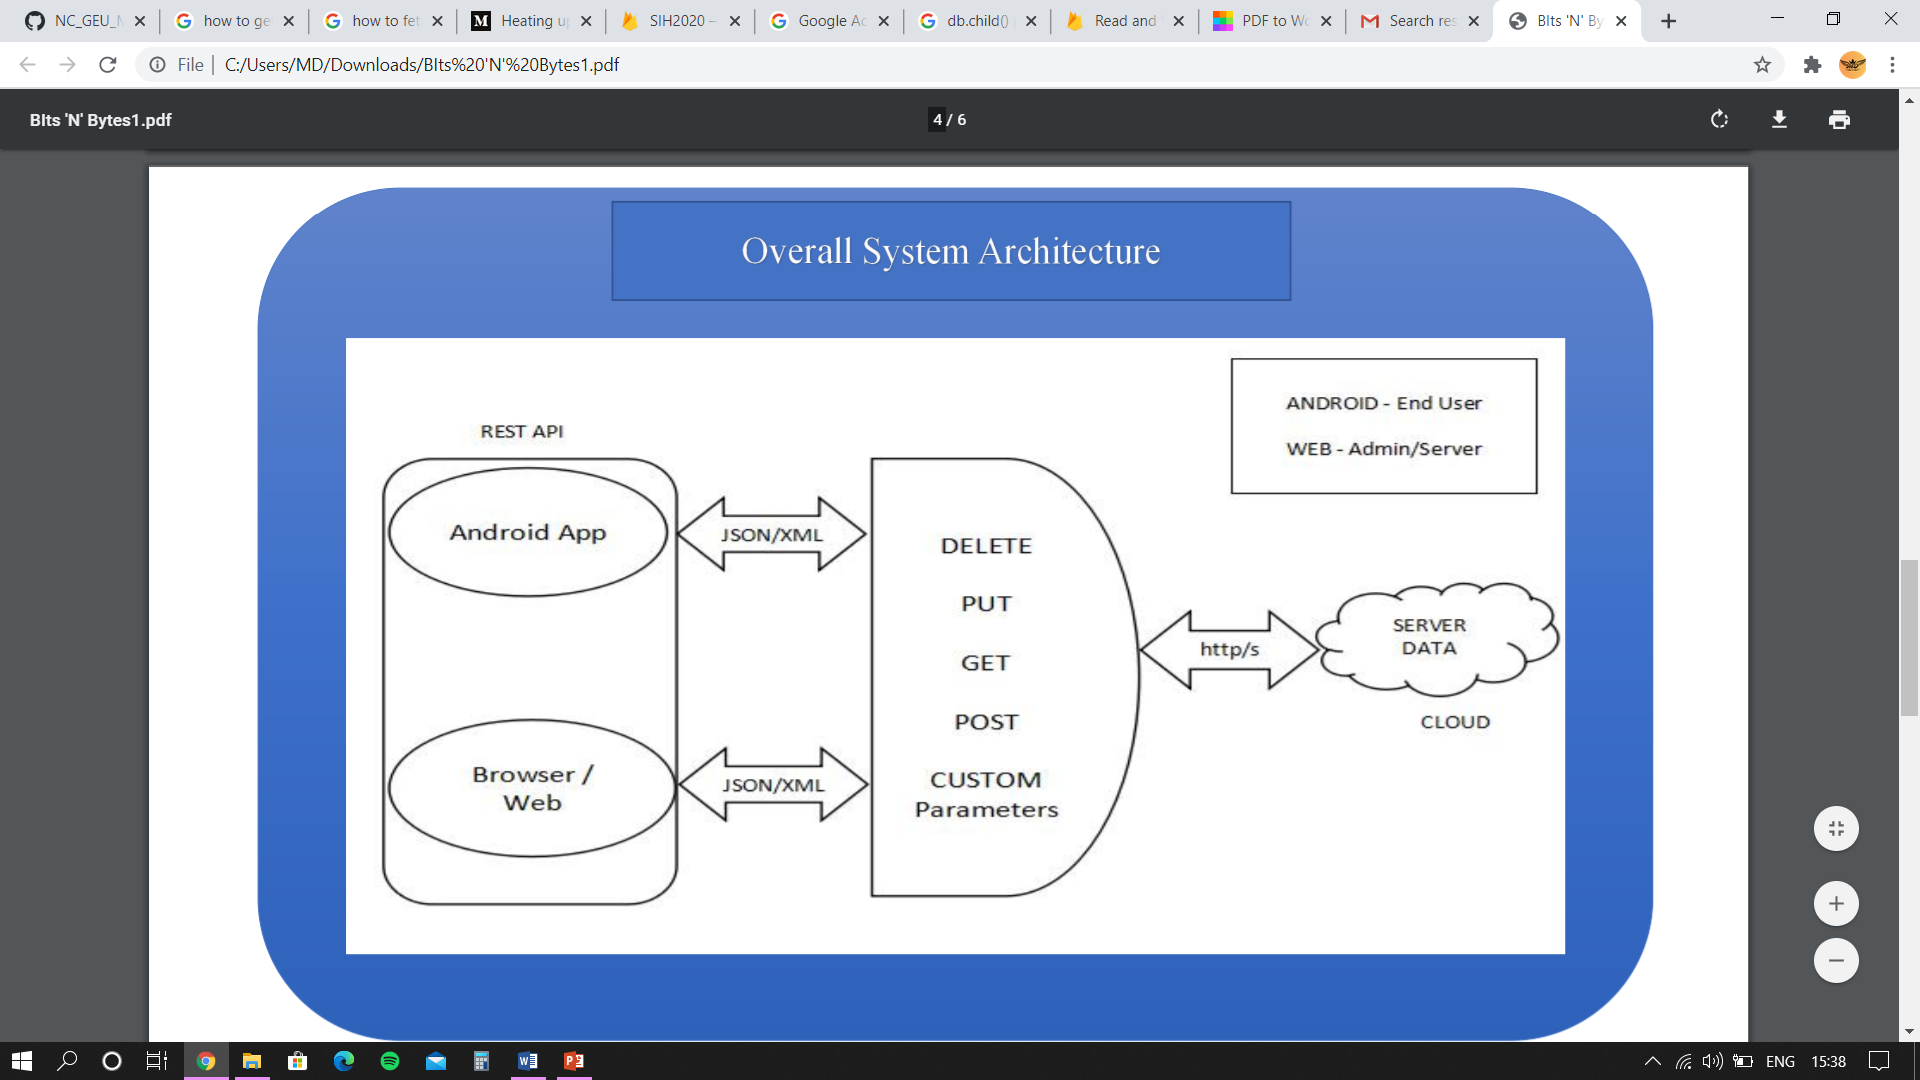 NC_GEU_N
how to ge
how to fet
Heating u
SIH2020 –
Google Ac
db.child()
Read and
PDF to Wo
Search res
BIts 'N' By
File
C:/Users/MD/Downloads/BIts%20'N'%20Bytes1.pdf
BIts 'N' Bytes1.pdf
4 / 6
Overall System Architecture
ANDROID - End User
WEB - Admin/Server
REST API
Android App
JSON/XML
DELETE
PUT
GET
POST
CUSTOM
Parameters
http/s
SERVER
DATA
CLOUD
Browser /
Web
JSON/XML
ENG
15:38